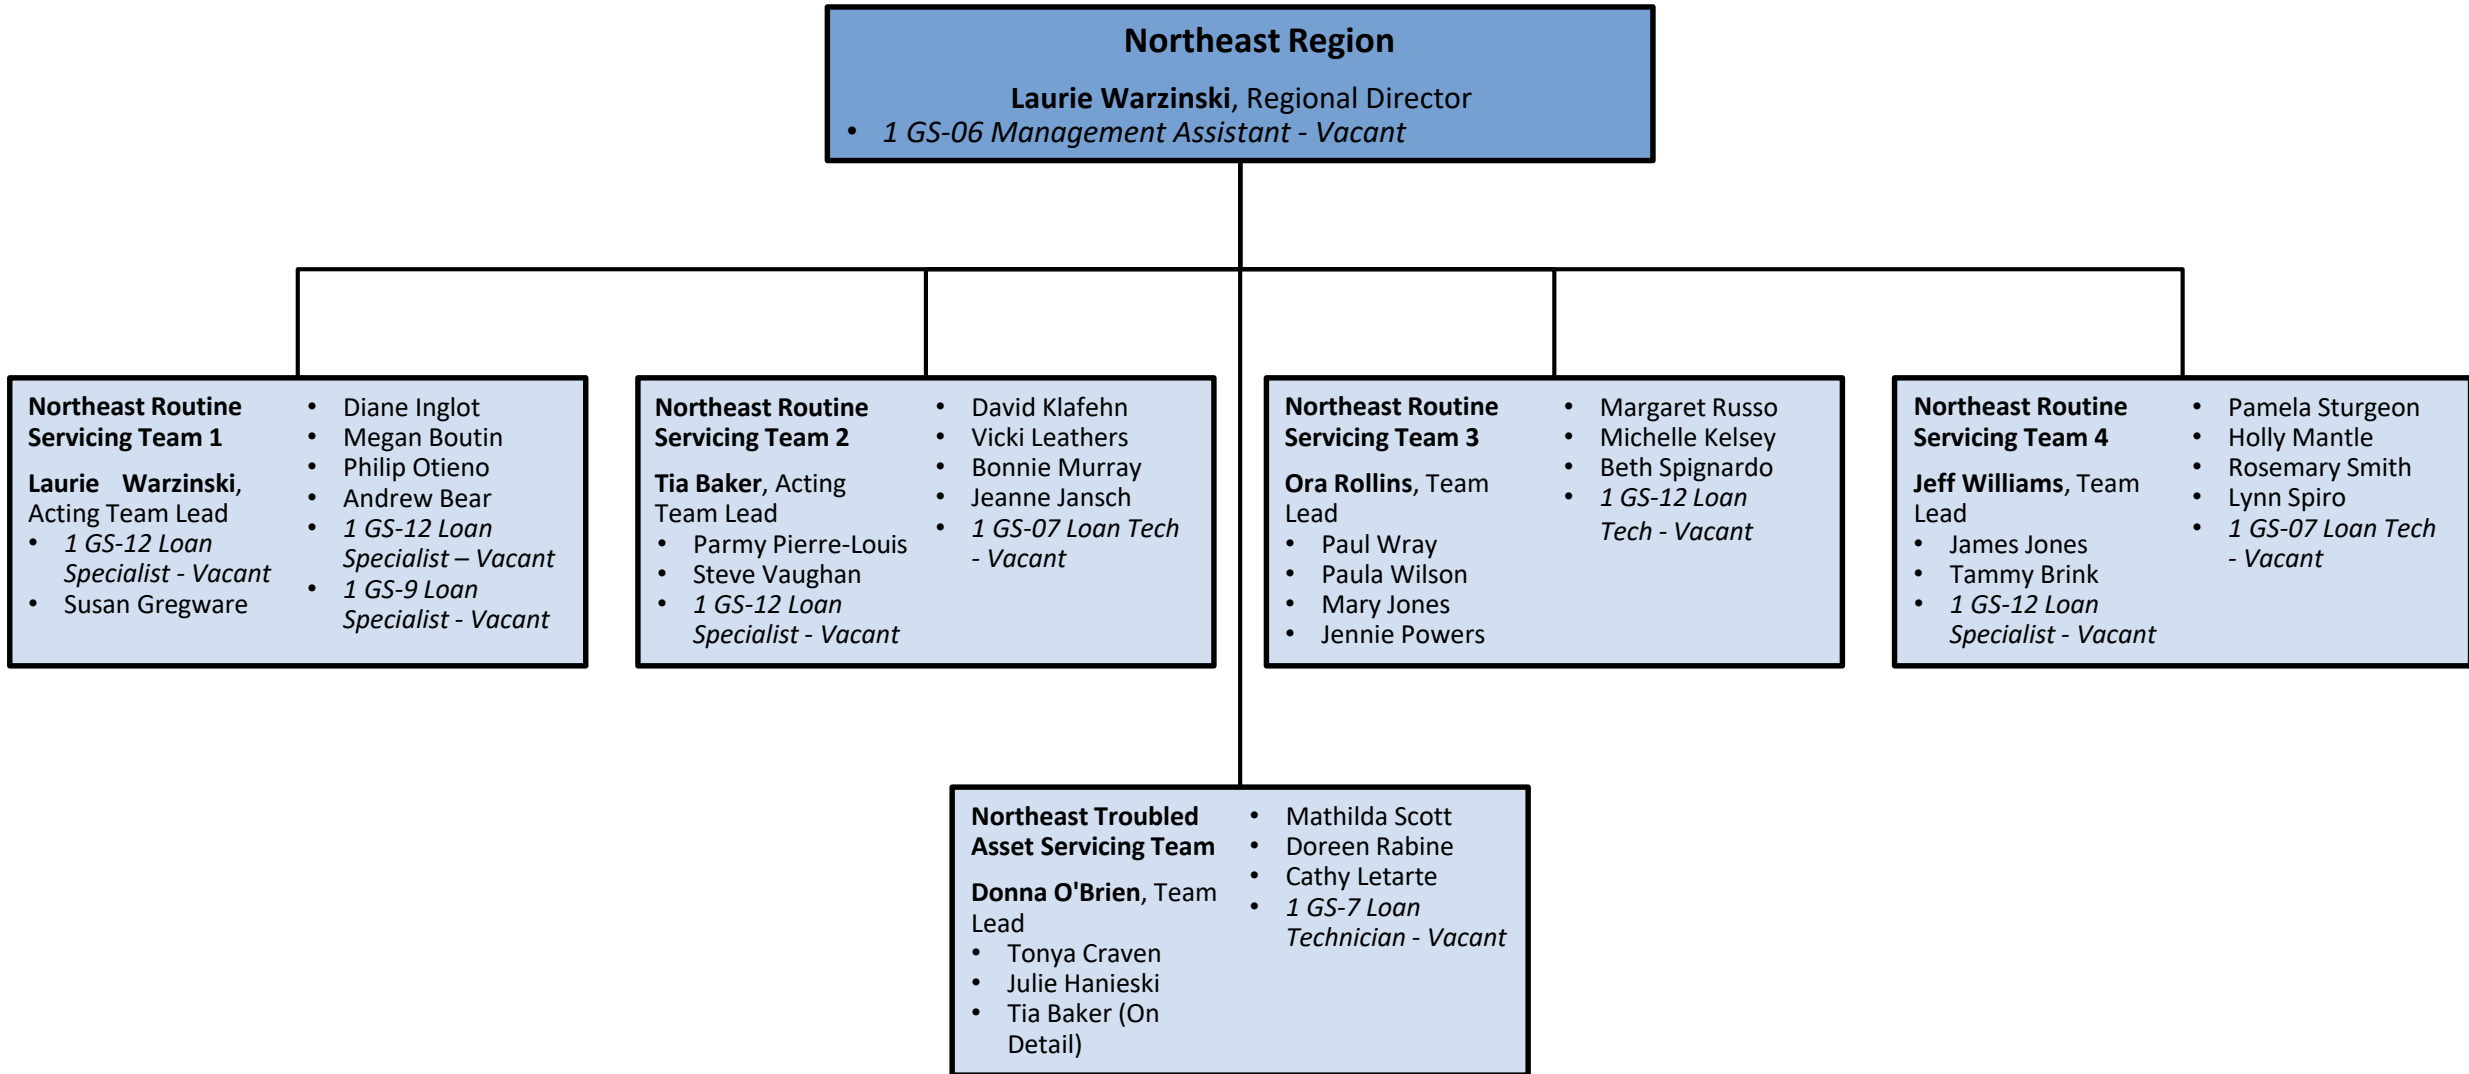 Northeast Region
Laurie Warzinski, Regional Director
• 1 GS-06 Management Assistant - Vacant
Northeast Routine
Servicing Team 1
Laurie Warzinski,
Acting Team Lead
• 1 GS-12 Loan
Specialist - Vacant
• Susan Gregware
• Diane Inglot
• Megan Boutin
• Philip Otieno
• Andrew Bear
• 1 GS-12 Loan
Specialist – Vacant
• 1 GS-9 Loan
Specialist - Vacant
Northeast Routine
Servicing Team 2
Tia Baker, Acting
Team Lead
• Parmy Pierre-Louis
• Steve Vaughan
• 1 GS-12 Loan
Specialist - Vacant
• David Klafehn
• Vicki Leathers
• Bonnie Murray
• Jeanne Jansch
• 1 GS-07 Loan Tech
- Vacant
Northeast Routine
Servicing Team 3
Ora Rollins, Team
Lead
• Paul Wray
• Paula Wilson
• Mary Jones
• Jennie Powers
• Margaret Russo
• Michelle Kelsey
• Beth Spignardo
• 1 GS-12 Loan
Tech - Vacant
Northeast Routine
Servicing Team 4
Jeff Williams, Team
Lead
• James Jones
• Tammy Brink
• 1 GS-12 Loan
Specialist - Vacant
• Pamela Sturgeon
• Holly Mantle
• Rosemary Smith
• Lynn Spiro
• 1 GS-07 Loan Tech
- Vacant
Northeast Troubled
Asset Servicing Team
Donna O'Brien, Team
Lead
• Tonya Craven
• Julie Hanieski
• Tia Baker (On
Detail)
• Mathilda Scott
• Doreen Rabine
• Cathy Letarte
• 1 GS-7 Loan
Technician - Vacant